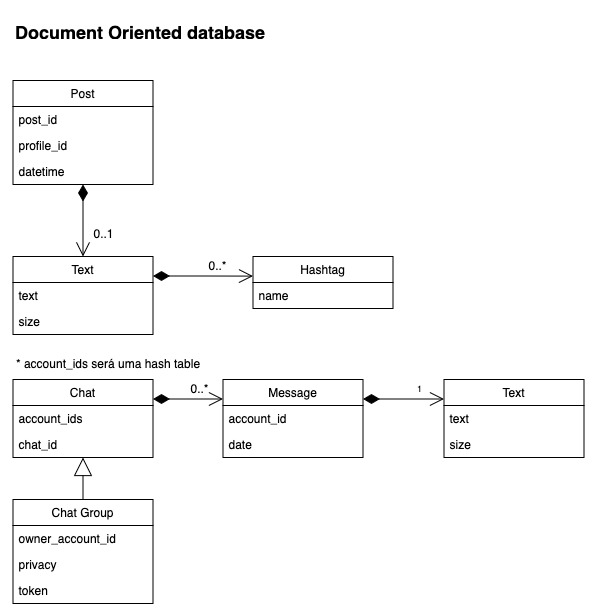 Document Oriented database
Post
post_id
profile_id
datetime
0..1
Text
text
size
0..*
Hashtag
name
* account_ids será uma hash table
Chat
account_ids
chat_id
0..*
Message
account_id
date
1
Text
text
size
Chat Group
owner_account_id
privacy
token